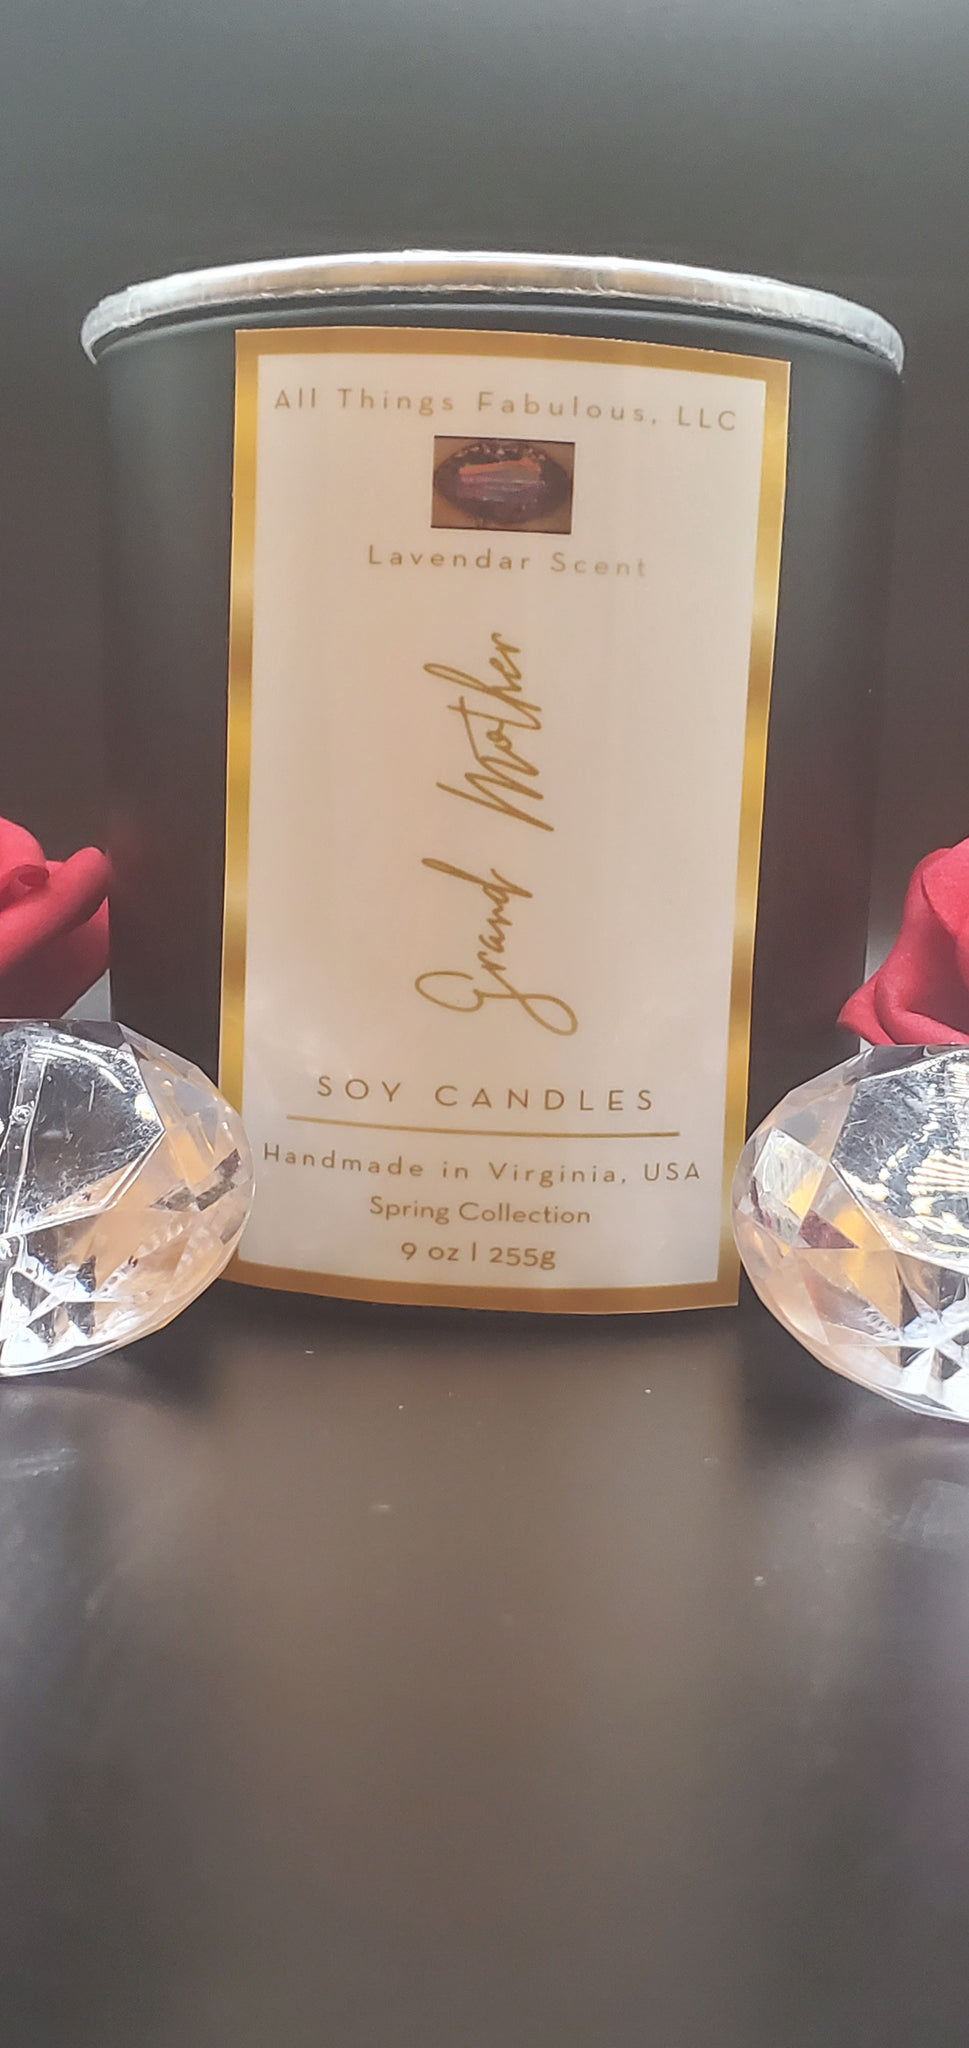 All Things Fabulous, LLC
Lavendar Scent
Grand Mother
SOY CANDLES
Handmade in Virginia, USA
Spring Collection
9 oz | 255g